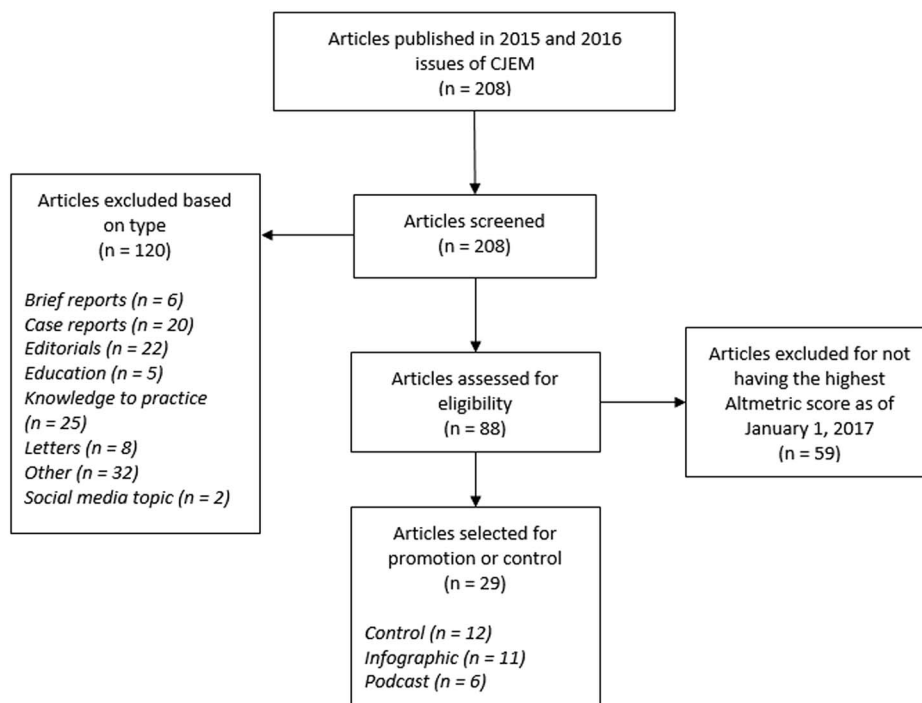 Articles published in 2015 and 2016
issues of CJEM
(n = 208)
Articles screened
(n = 208)
Articles excluded based
on type
(n = 120)
Brief reports (n = 6)
Case reports (n = 20)
Editorials (n = 22)
Education (n = 5)
Knowledge to practice
(n = 25)
Letters (n = 8)
Other (n = 32)
Social media topic (n = 2)
Articles assessed for
eligibility
(n = 88)
Articles excluded for not
having the highest
Altmetric score as of
January 1, 2017
(n = 59)
Articles selected for
promotion or control
(n = 29)
Control (n = 12)
Infographic (n = 11)
Podcast (n = 6)